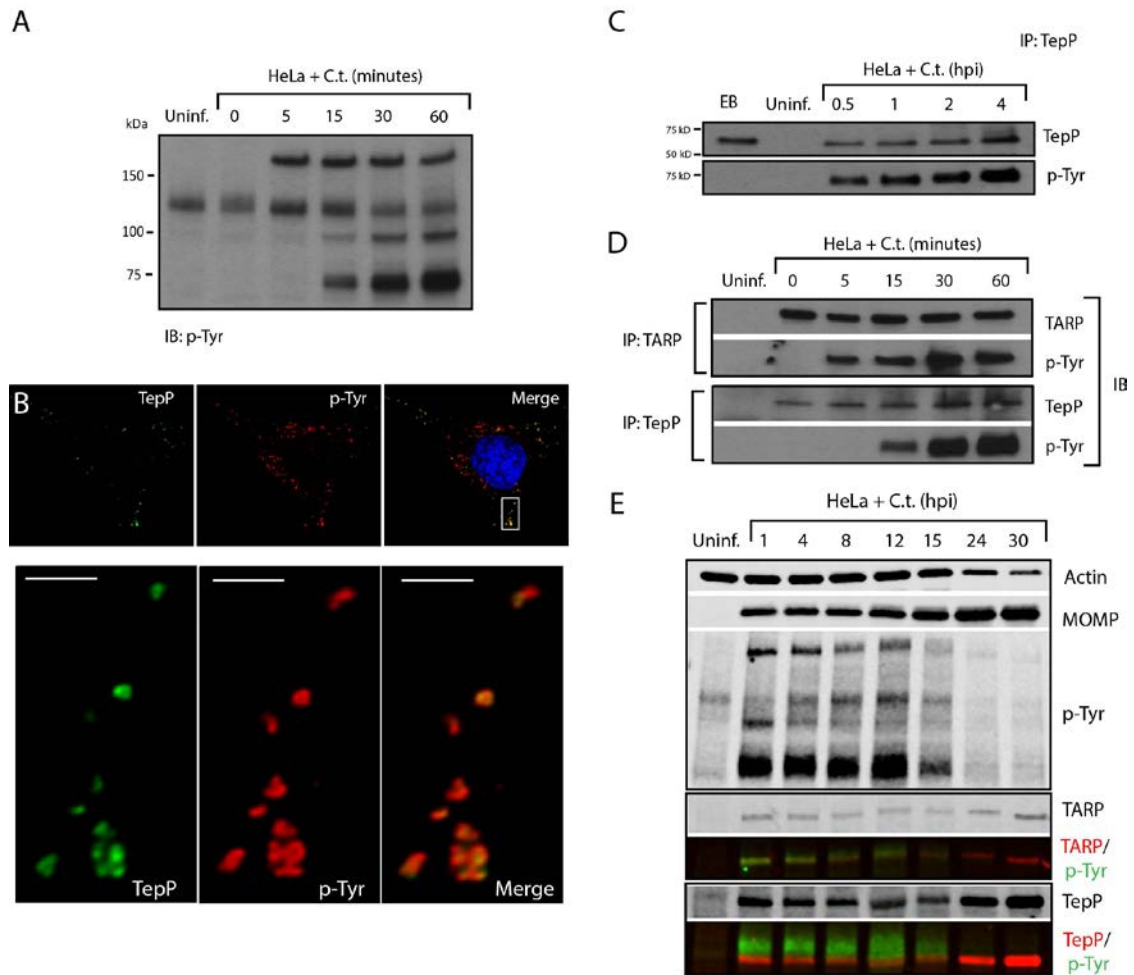 A
HeLa + C.t. (minutes)
Uninf. 0 5 15 30 60
kDa
150
100
75
IB: p-Tyr
B
TepP p-Tyr Merge
TepP p-Tyr Merge
C
IP: TepP
HeLa + C.t. (hpi)
EB Uninf. 0.5 1 2 4
75 kD
50 kD
TepP
75 kD
p-Tyr
D
HeLa + C.t. (minutes)
Uninf. 0 5 15 30 60
IP: TARP
TARP
p-Tyr
IP: TepP
TepP
p-Tyr
IB
E
HeLa + C.t. (hpi)
Uninf. 1 4 8 12 15 24 30
Actin
MOMP
p-Tyr
TARP
TARP/
p-Tyr
TepP
TepP/
p-Tyr